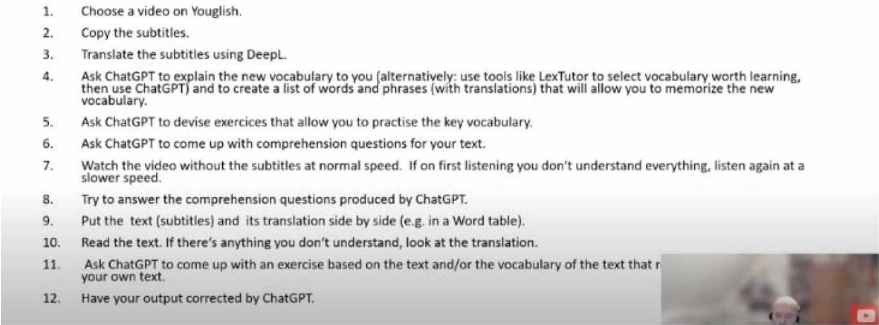 1. Choose a video on Youglish.
2. Copy the subtitles.
3. Translate the subtitles using DeepL.
4. Ask ChatGPT to explain the new vocabulary to you (alternatively: use tools like LexTutor to select vocabulary worth learning,
then use ChatGPT) and to create a list of words and phrases (with translations) that will allow you to memorize the new
vocabulary.
5. Ask ChatGPT to devise exercices that allow you to practise the key vocabulary.
6. Ask ChatGPT to come up with comprehension questions for your text.
7. Watch the video without the subtitles at normal speed. If on first listening you don't understand everything, listen again at a
slower speed.
8. Try to answer the comprehension questions produced by ChatGPT.
9. Put the text (subtitles) and its translation side by side (e.g. in a Word table).
10. Read the text. If there's anything you don't understand, look at the translation.
11. Ask ChatGPT to come up with an exercise based on the text and/or the vocabulary of the text that
your own text.
12. Have your output corrected by ChatGPT.